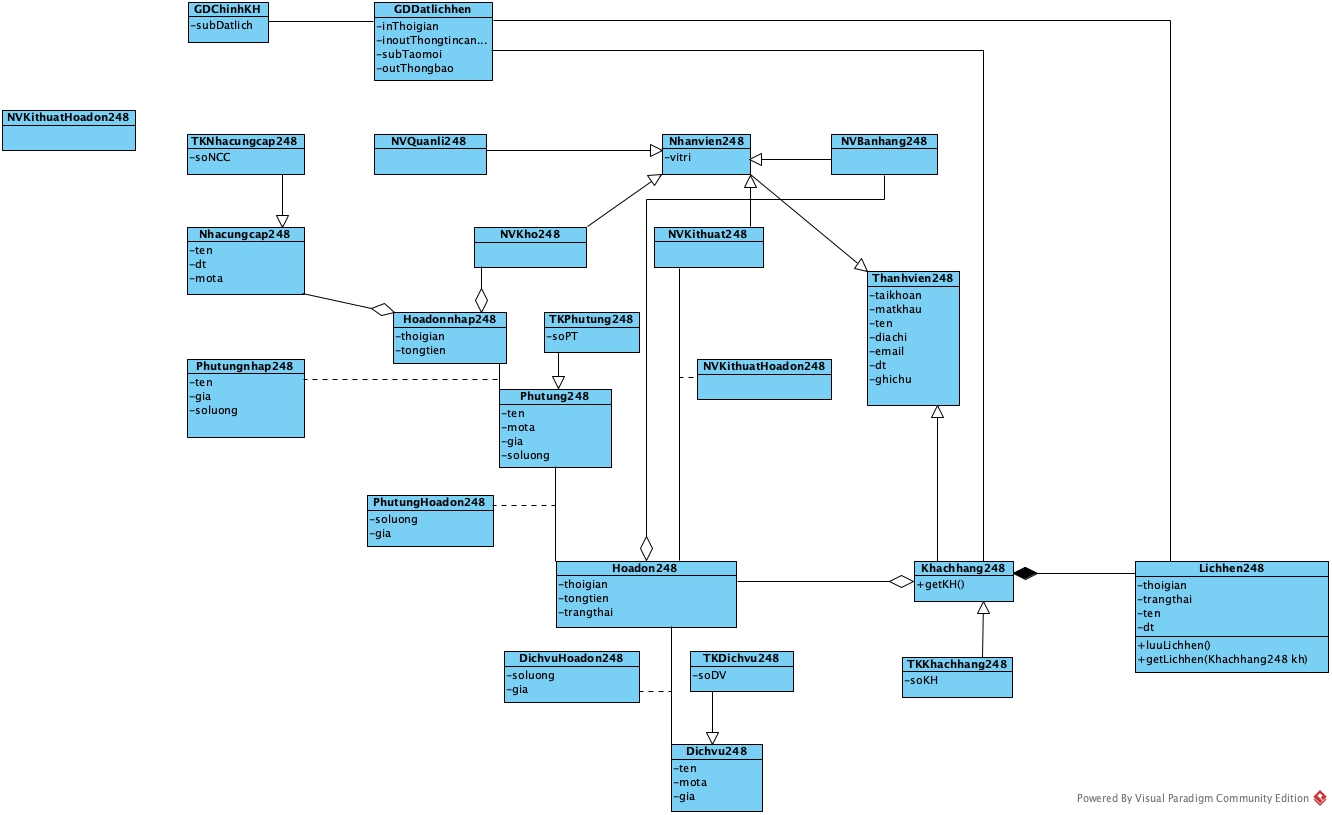 GDChinhKH
-subDatlich
GDDatlichhen
-inThoigian
-inoutThongtincan...
-subTaomoi
-outThongbao
NVKithuatHoadon248
TKNhacungcap248
-soNCC
NVQuanli248
Nhanvien248
-vitri
NVBanhang248
Nhacungcap248
-ten
-dt
-mota
NVKho248
NVKithuat248
Thanhvien248
-taikhoan
-matkhau
-ten
-diachi
-email
-dt
-ghichu
Hoadonnhap248
-thoigian
-tongtien
TKPhutung248
-soPT
Phutungnhap248
-ten
-gia
-soluong
NVKithuatHoadon248
Phutung248
-ten
-mota
-gia
-soluong
PhutungHoadon248
-soluong
-gia
Hoadon248
-thoigian
-tongtien
-trangthai
Khachhang248
+getKH()
Lichhen248
-thoigian
-trangthai
-ten
-dt
+luuLichhen()
+getLichhen(Khachhang248 kh)
DichvuHoadon248
-soluong
-gia
TKDichvu248
-soDV
TKKhachhang248
-soKH
Dichvu248
-ten
-mota
-gia
Powered By Visual Paradigm Community Edition